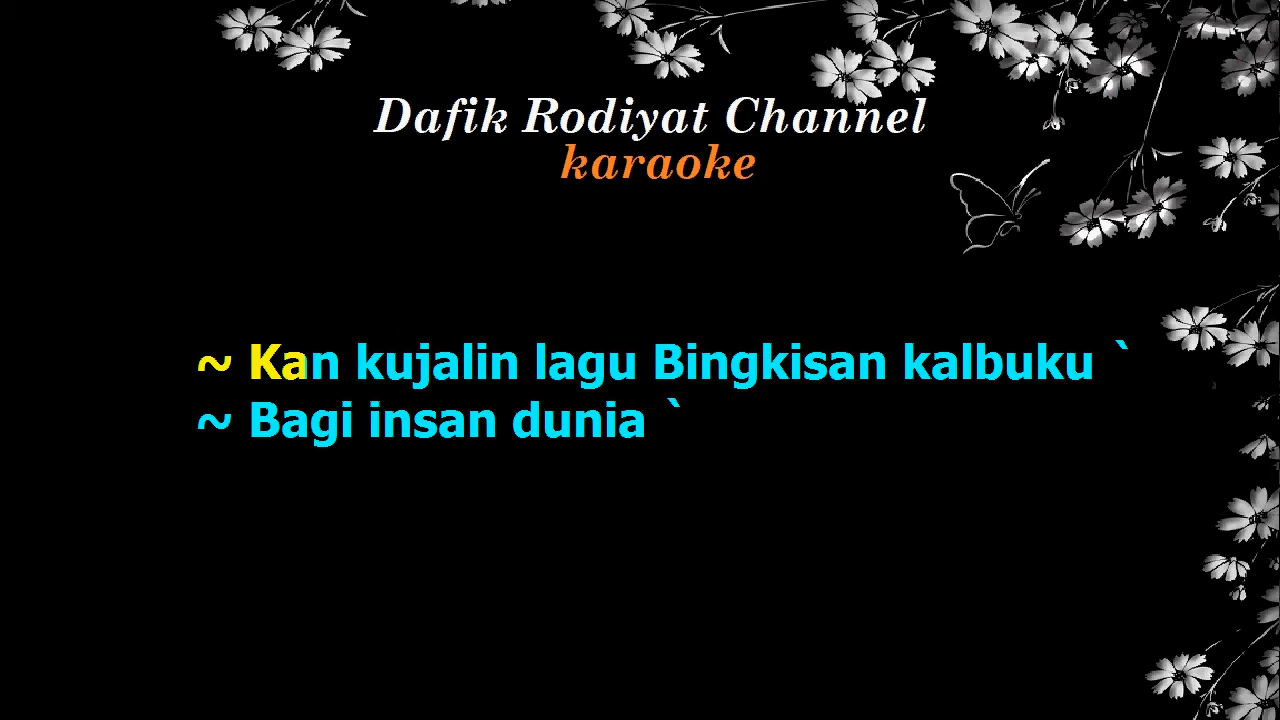 Dafik Rodiyat Channel
karaoke
~ Kan kujalin lagu Bingkisan kalbuku `
~ Bagi insan dunia `